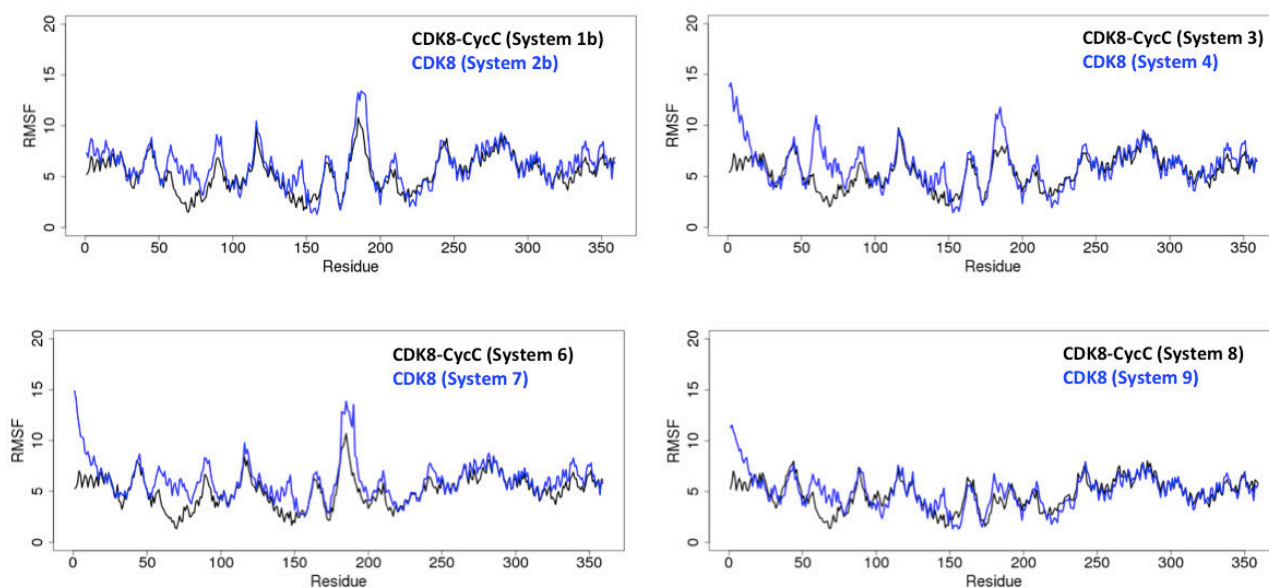 20
15
10
5
0
RMSF
CDK8-CycC (System 1b)
CDK8 (System 2b)
0 50 100 150 200 250 300 350
Residue
20
15
10
5
0
RMSF
CDK8-CycC (System 3)
CDK8 (System 4)
0 50 100 150 200 250 300 350
Residue
20
15
10
5
0
RMSF
CDK8-CycC (System 6)
CDK8 (System 7)
0 50 100 150 200 250 300 350
Residue
20
15
10
5
0
RMSF
CDK8-CycC (System 8)
CDK8 (System 9)
0 50 100 150 200 250 300 350
Residue